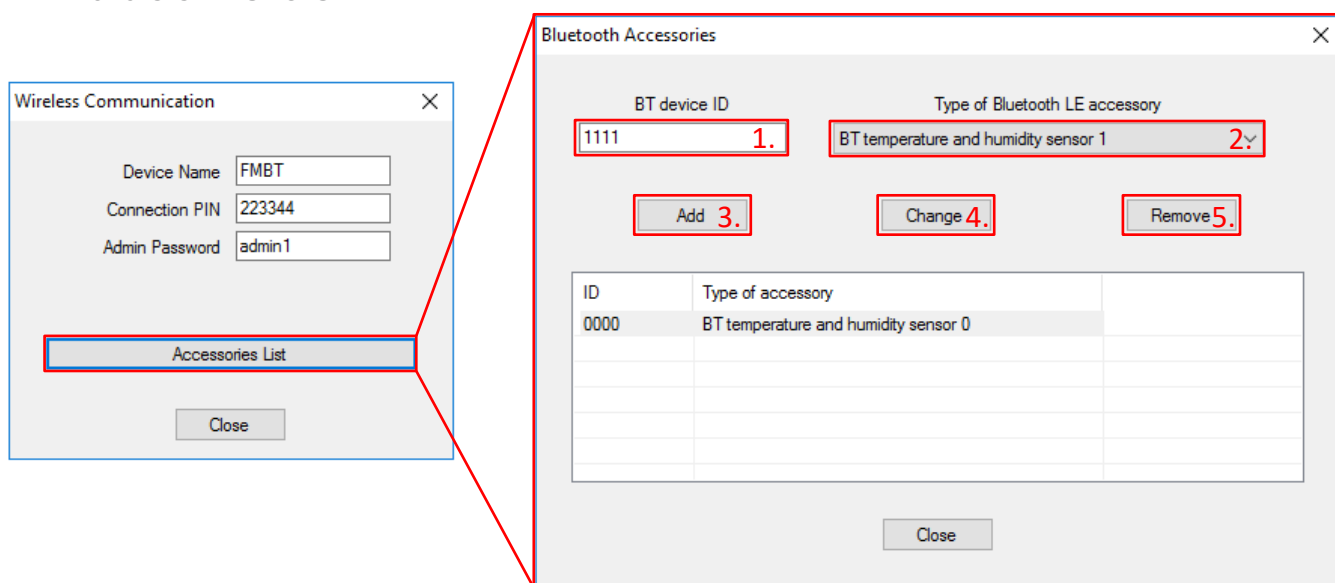 Wireless Communication
Device Name FMBT
Connection PIN 223344
Admin Password admin1
Accessories List
Close
Bluetooth Accessories
BT device ID Type of Bluetooth LE accessory
1111 1. BT temperature and humidity sensor 1 2.
Add 3. Change 4. Remove 5.
ID Type of accessory
0000 BT temperature and humidity sensor 0
Close